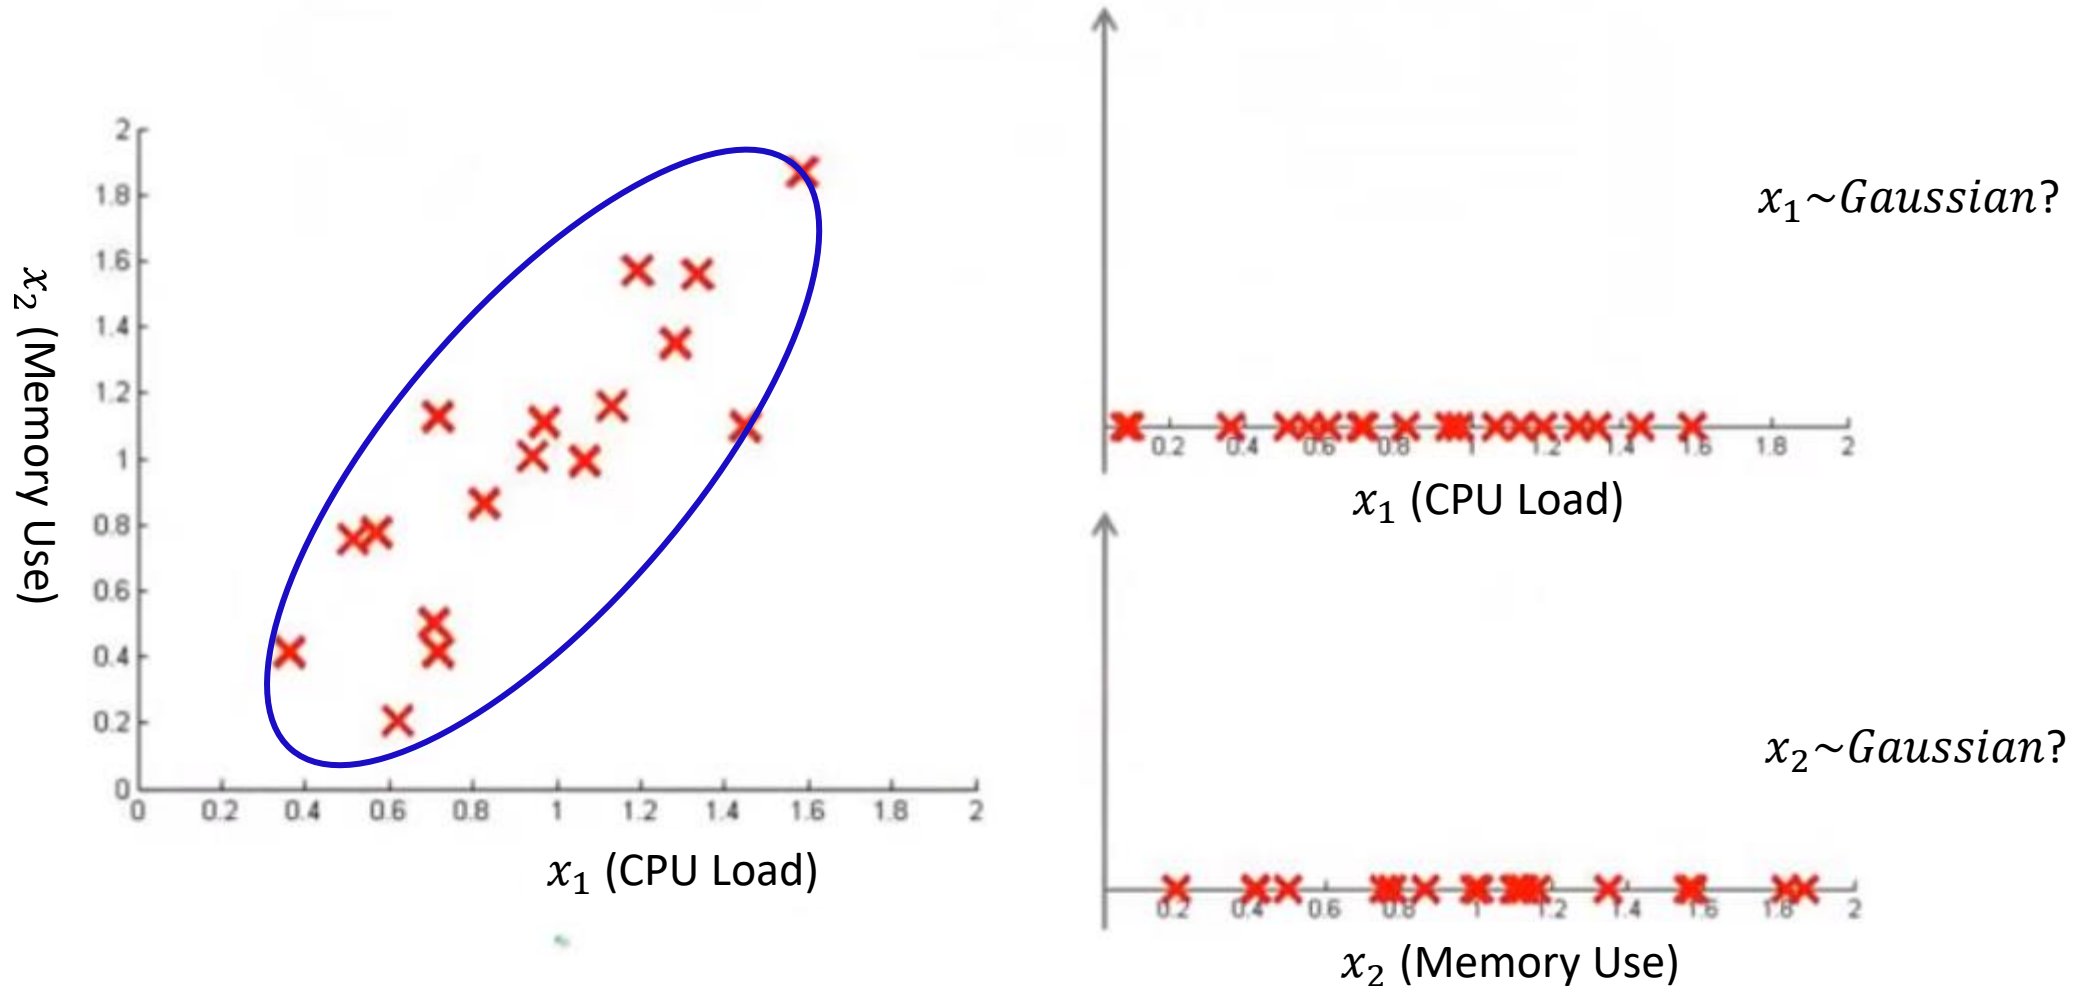 2
1.8
1.6
1.4
1.2
1
0.8
0.6
0.4
0.2
0
x₂ (Memory Use)
0 0.2 0.4 0.6 0.8 1 1.2 1.4 1.6 1.8 2
x₁ (CPU Load)
x₁~Gaussian?
0.2 0.4 0.6 0.8 1 1.2 1.4 1.6 1.8 2
x₁ (CPU Load)
x₂~Gaussian?
0.2 0.4 0.6 0.8 1 1.2 1.4 1.6 1.8 2
x₂ (Memory Use)